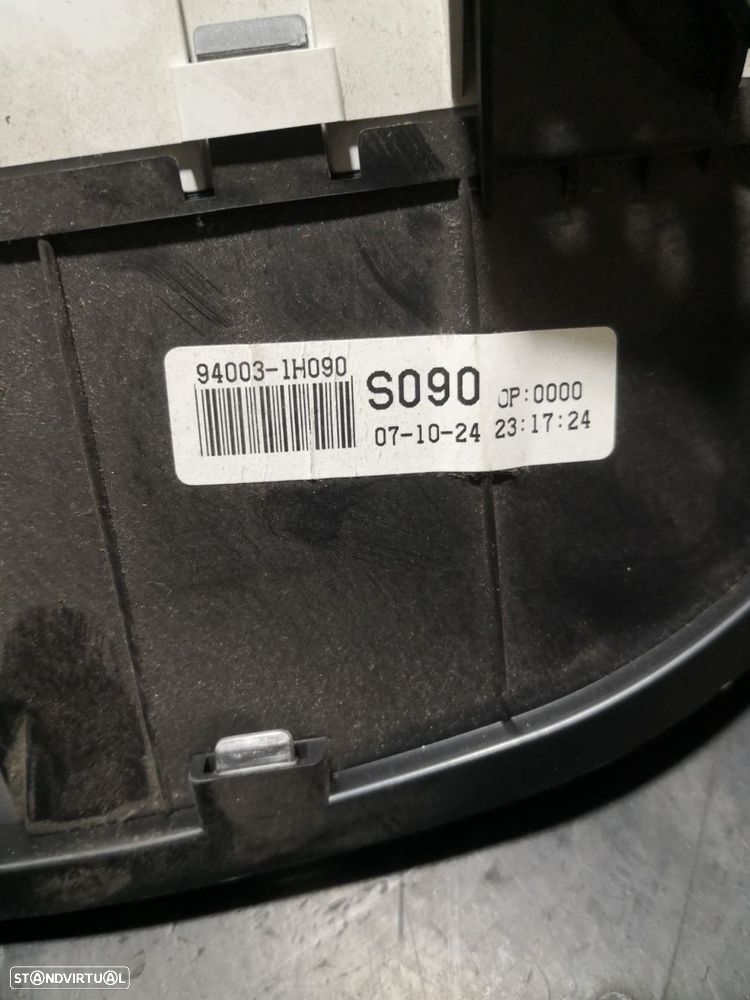 94003-1H090
S090
OP:0000
07-10-24 23:17:24
STANDVIRTUAL